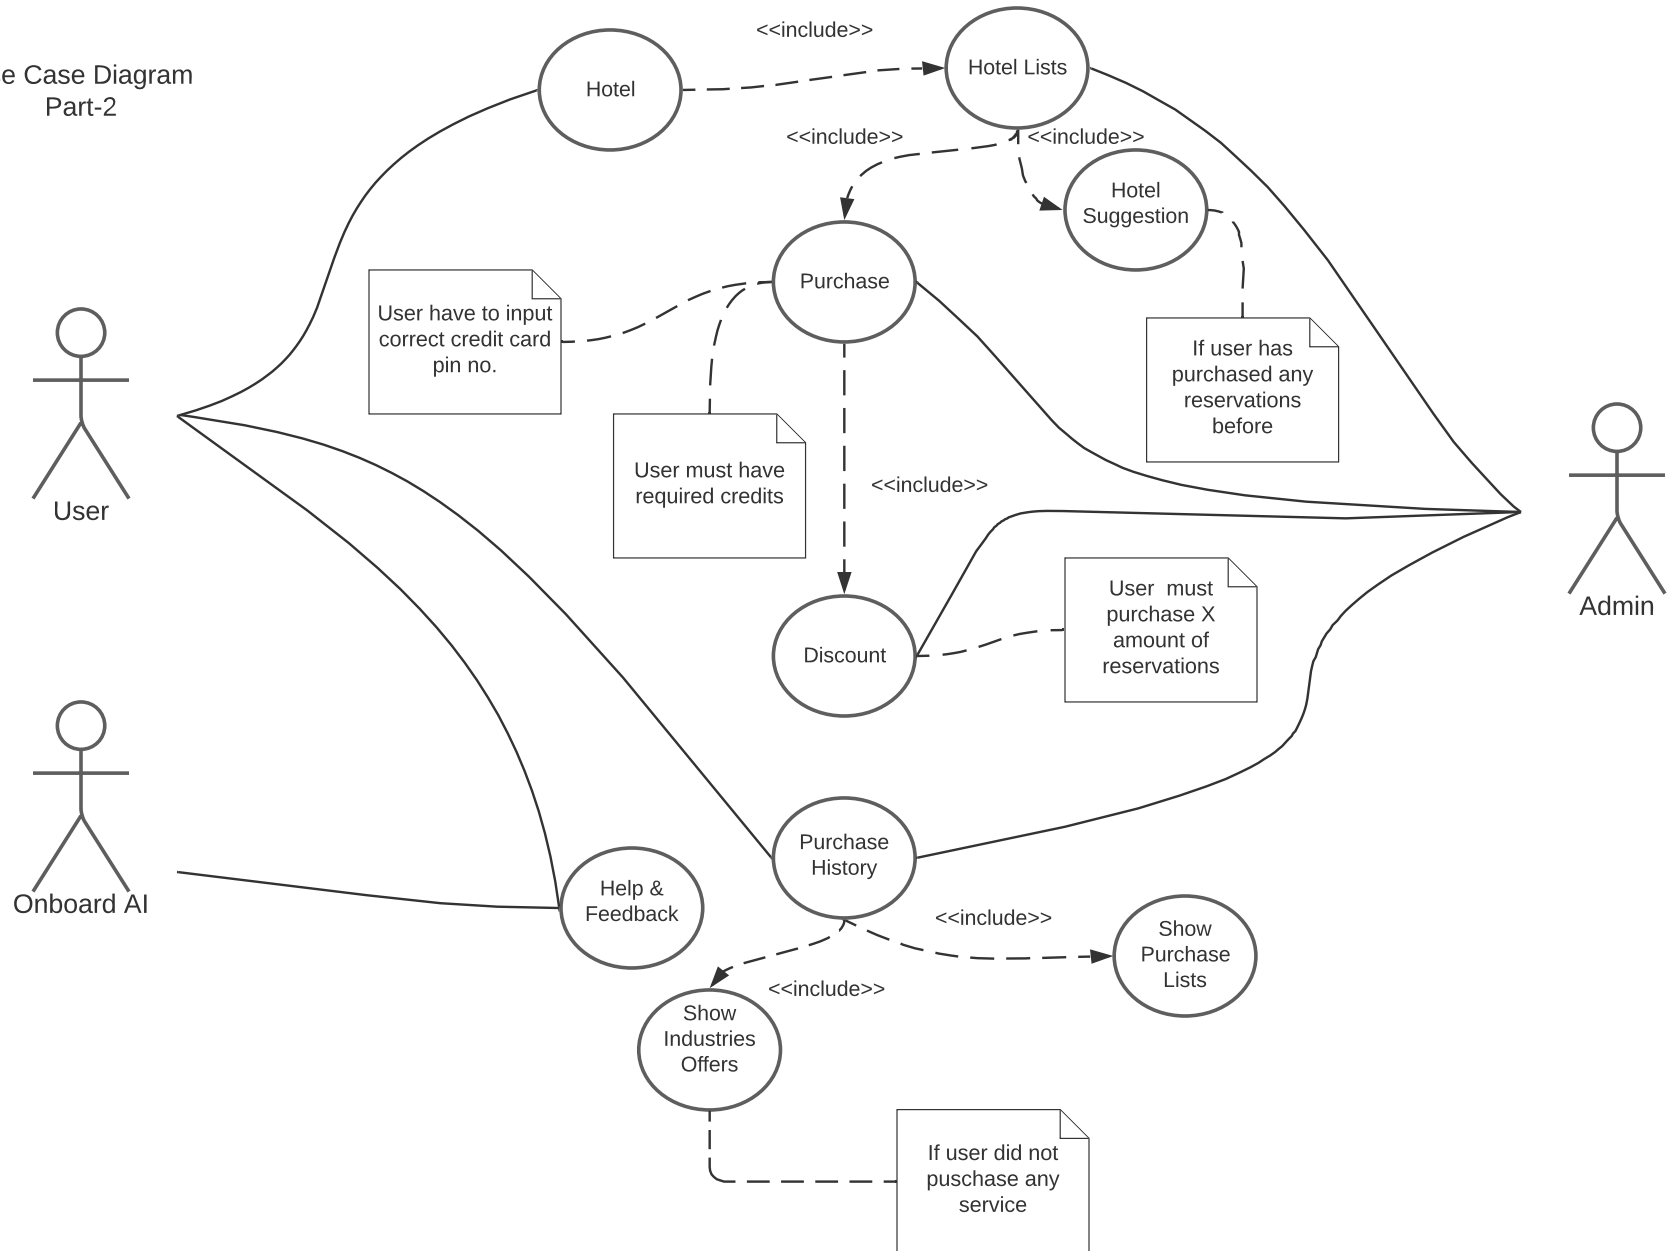 e Case Diagram
Part-2
<<include>>
Hotel
Hotel Lists
<<include>>
<<include>>
Hotel
Suggestion
Purchase
User have to input
correct credit card
pin no.
If user has
purchased any
reservations
before
User must have
required credits
<<include>>
User
Admin
User  must
purchase X
amount of
reservations
Discount
Purchase
History
Onboard AI
Help &
Feedback
<<include>>
Show
Purchase
Lists
<<include>>
Show
Industries
Offers
If user did not
puschase any
service